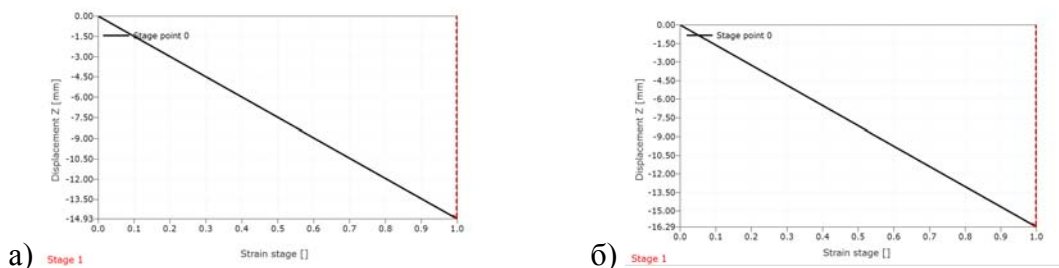 0.00
-1.50
-3.00
-4.50
-6.00
-7.50
-9.00
-10.50
-12.00
-13.50
-14.93
Displacement Z [mm]
Stage point 0
0.0 0.1 0.2 0.3 0.4 0.5 0.6 0.7 0.8 0.9 1.0
Strain stage []
а)
Stage 1
0.00
-1.50
-3.00
-4.50
-6.00
-7.50
-9.00
-10.50
-12.00
-13.50
-15.00
-16.29
Displacement Z [mm]
Stage point 0
0.0 0.1 0.2 0.3 0.4 0.5 0.6 0.7 0.8 0.9 1.0
Strain stage []
б)
Stage 1